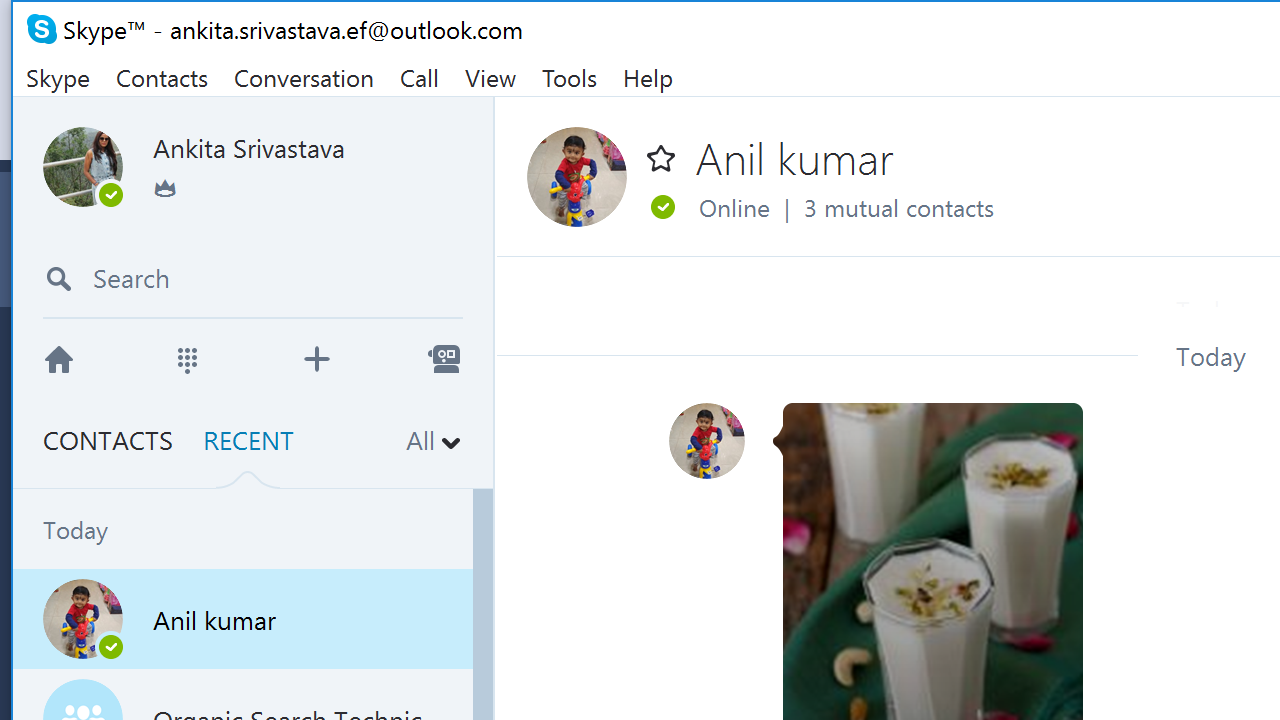 Skype™ - ankita.srivastava.ef@outlook.com
Skype Contacts Conversation Call View Tools Help
Ankita Srivastava
Search
CONTACTS RECENT All
Today
Anil kumar
Organic Search Technic
Anil kumar
Online | 3 mutual contacts
Today